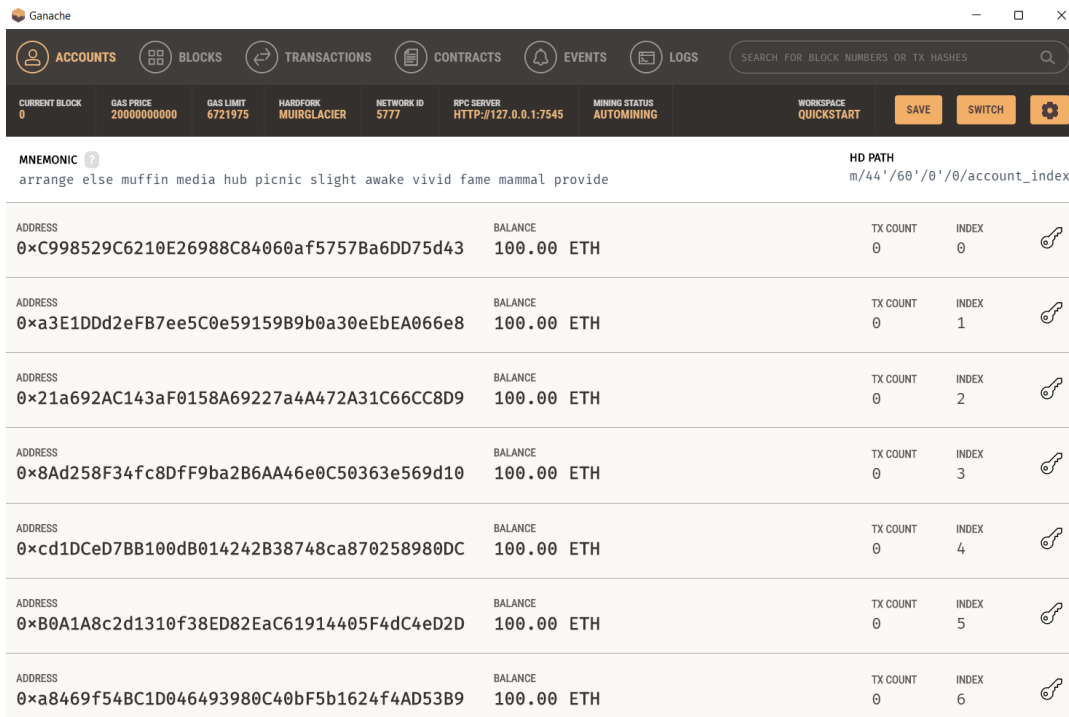 Ganache
ACCOUNTS BLOCKS TRANSACTIONS CONTRACTS EVENTS LOGS SEARCH FOR BLOCK NUMBERS OR TX HASHES
CURRENT BLOCK GAS PRICE GAS LIMIT HARDFORK NETWORK ID RPC SERVER MINING STATUS WORKSPACE
0 20000000000 6721975 MUIRGLACIER 5777 HTTP://127.0.0.1:7545 AUTOMINING QUICKSTART SAVE SWITCH
MNEMONIC ? HD PATH
arrange else muffin media hub picnic slight awake vivid fame mammal provide m/44'/60'/0'/0/account_index
ADDRESS BALANCE TX COUNT INDEX
0×C998529C6210E26988C84060af5757Ba6DD75d43 100.00 ETH 0 0
ADDRESS BALANCE TX COUNT INDEX
0×a3E1DDd2eFB7ee5C0e59159B9b0a30eEbEA066e8 100.00 ETH 0 1
ADDRESS BALANCE TX COUNT INDEX
0×21a692AC143aF0158A69227a4A472A31C66CC8D9 100.00 ETH 0 2
ADDRESS BALANCE TX COUNT INDEX
0×8Ad258F34fc8DfF9ba2B6AA46e0C50363e569d10 100.00 ETH 0 3
ADDRESS BALANCE TX COUNT INDEX
0×cd1DCeD7BB100dB014242B38748ca870258980DC 100.00 ETH 0 4
ADDRESS BALANCE TX COUNT INDEX
0×B0A1A8c2d1310f38ED82EaC61914405F4dC4eD2D 100.00 ETH 0 5
ADDRESS BALANCE TX COUNT INDEX
0×a8469f54BC1D046493980C40bF5b1624f4AD53B9 100.00 ETH 0 6